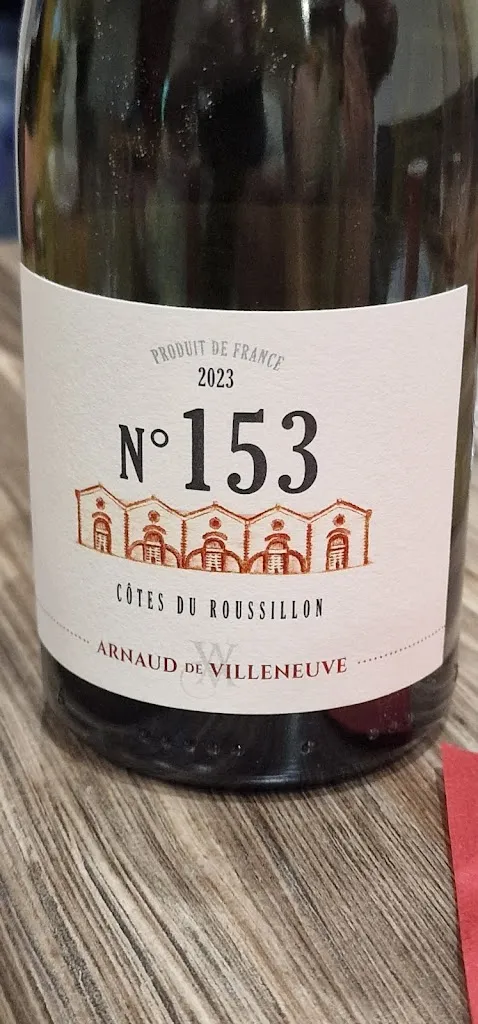 PRODUIT DE FRANCE
2023
N° 153
CÔTES DU ROUSSILLON
ARNAUD DE VILLENEUVE